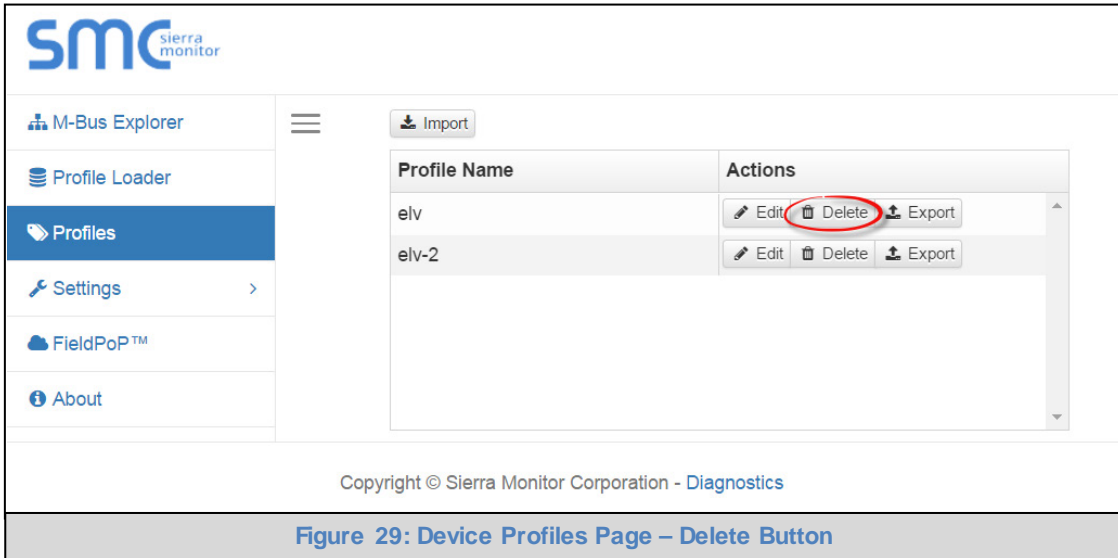 SMC sierra
monitor
M-Bus Explorer
Profile Loader
Profiles
Settings
FieldPoP™
About
Import
Profile Name Actions
elv Edit Delete Export
elv-2 Edit Delete Export
Copyright © Sierra Monitor Corporation - Diagnostics
Figure 29: Device Profiles Page – Delete Button